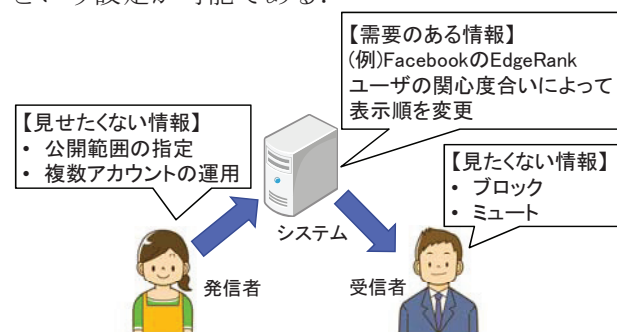 という設定が可能である.
【需要のある情報】
(例)FacebookのEdgeRank
ユーザの関心度合いによって
表示順を変更
【見せたくない情報】
• 公開範囲の指定
• 複数アカウントの運用
【見たくない情報】
• ブロック
• ミュート
システム
発信者
受信者